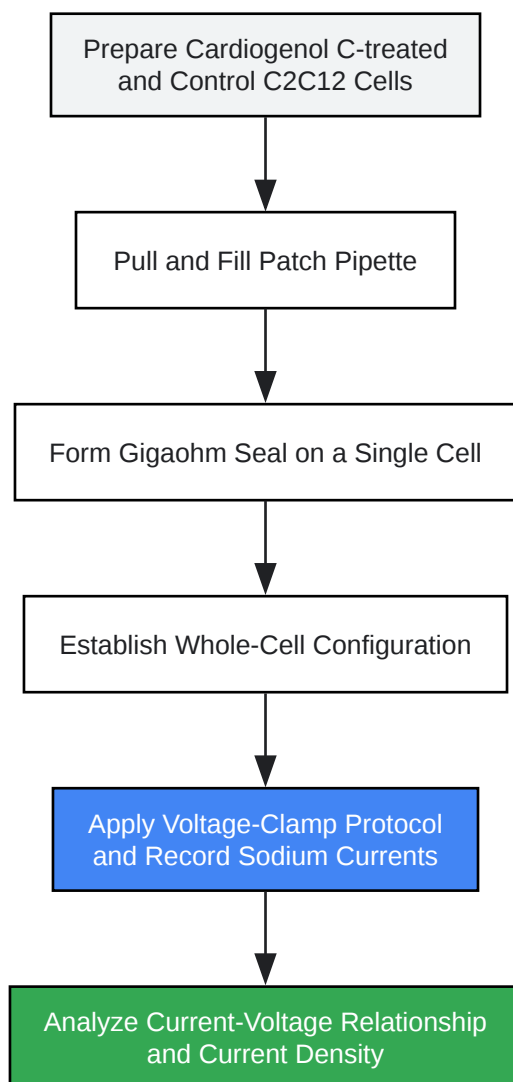 Prepare Cardiogenol C-treated
and Control C2C12 Cells
Pull and Fill Patch Pipette
Form Gigaohm Seal on a Single Cell
Establish Whole-Cell Configuration
Apply Voltage-Clamp Protocol
and Record Sodium Currents
Analyze Current-Voltage Relationship
and Current Density